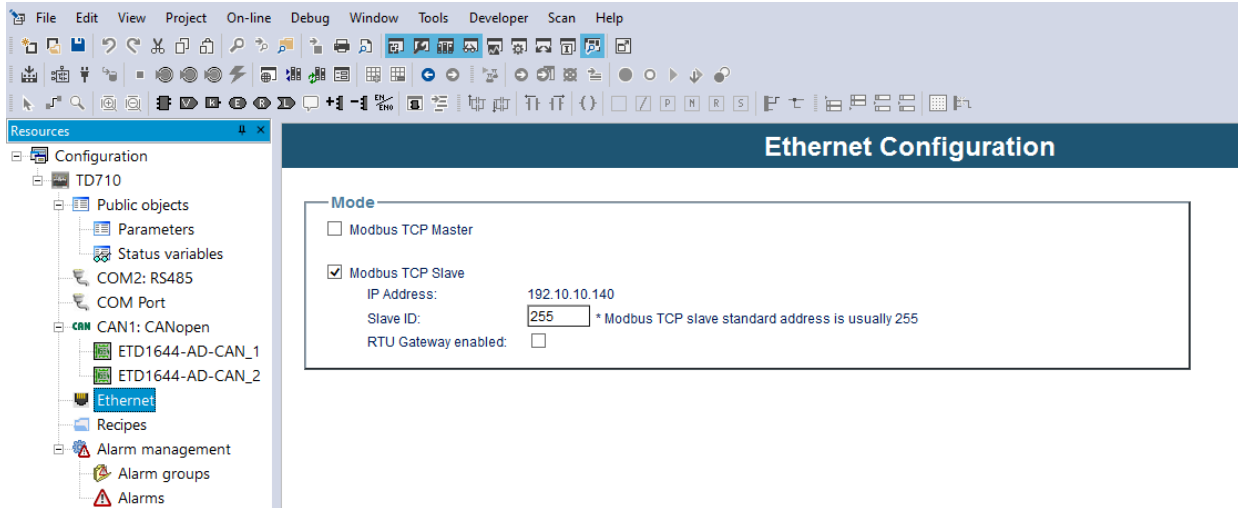 File Edit View Project On-line Debug Window Tools Developer Scan Help
Resources
Configuration
TD710
Public objects
Parameters
Status variables
COM2: RS485
COM Port
CAN CAN1: CANopen
ETD1644-AD-CAN_1
ETD1644-AD-CAN_2
Ethernet
Recipes
Alarm management
Alarm groups
Alarms
Ethernet Configuration
Mode
Modbus TCP Master
Modbus TCP Slave
IP Address: 192.10.10.140
Slave ID: 255 * Modbus TCP slave standard address is usually 255
RTU Gateway enabled: